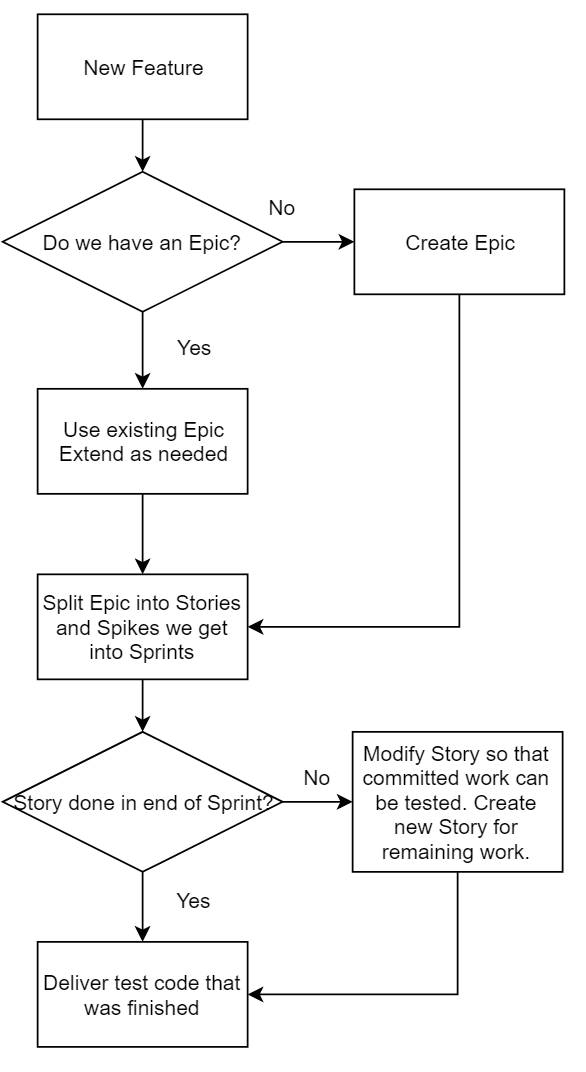 New Feature
No
Do we have an Epic?
Create Epic
Yes
Use existing Epic
Extend as needed
Split Epic into Stories
and Spikes we get
into Sprints
Story done in end of Sprint?
No
Modify Story so that
committed work can
be tested. Create
new Story for
remaining work.
Yes
Deliver test code that
was finished